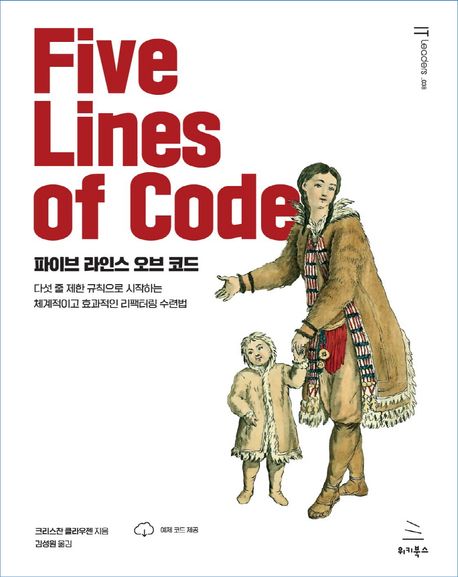 Five
Lines
of Code
파이브 라인스 오브 코드
다섯 줄 제한 규칙으로 시작하는
체계적이고 효과적인 리팩터링 수련법
IT Leaders
크리스찬 클라우젠 지음
김성원 옮김
예제 코드 제공
위키북스